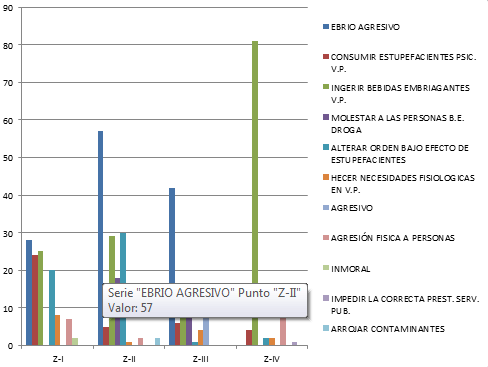 90
80
70
60
50
40
30
20
10
0
Z-I
Z-II
Z-III
Z-IV
Serie "EBRIO AGRESIVO" Punto "Z-II"
Valor: 57
EBRIO AGRESIVO
CONSUMIR ESTUPEFACIENTES PSIC.
V.P.
INGERIR BEBIDAS EMBRIAGANTES
V.P.
MOLESTAR A LAS PERSONAS B.E.
DROGA
ALTERAR ORDEN BAJO EFECTO DE
ESTUPEFACIENTES
HECER NECESIDADES FISIOLOGICAS
EN V.P.
AGRESIVO
AGRESIÓN FISICA A PERSONAS
INMORAL
IMPEDIR LA CORRECTA PREST. SERV.
PUB.
ARROJAR CONTAMINANTES